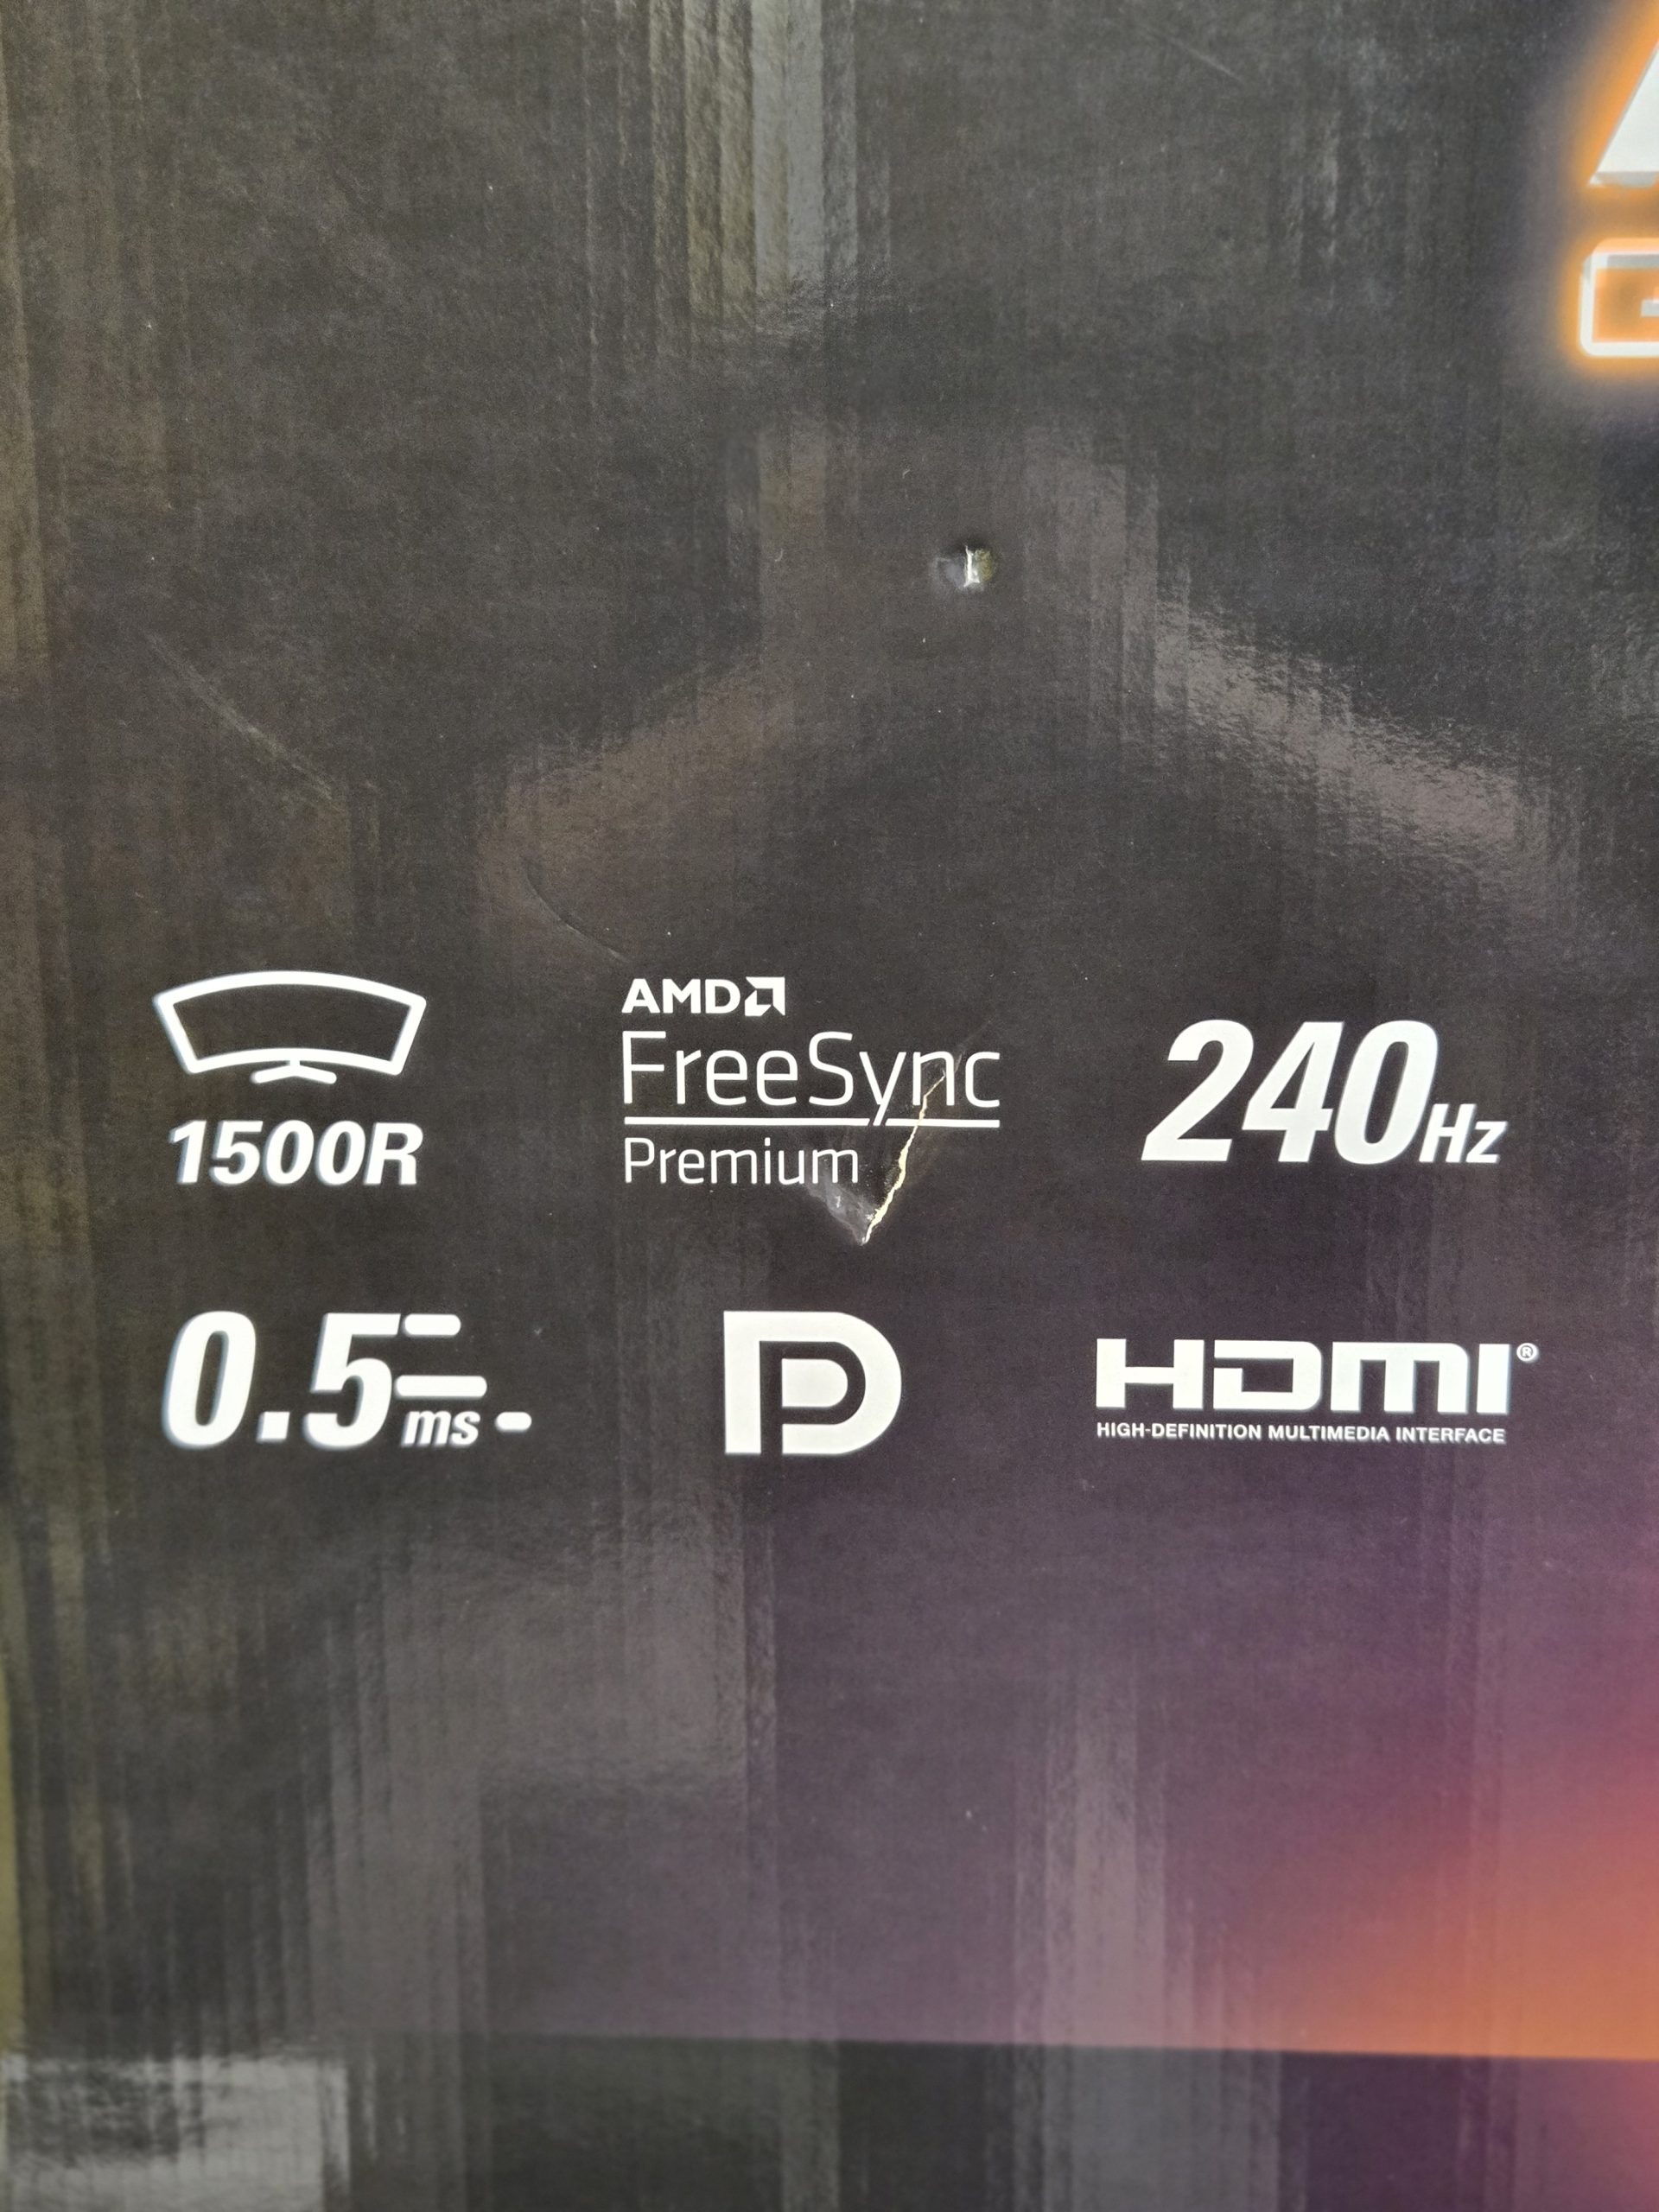 1500R
AMD
FreeSync
Premium
240Hz
0.5ms
HDMI®
HIGH-DEFINITION MULTIMEDIA INTERFACE